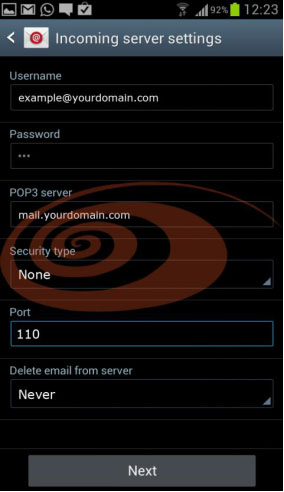 92% 12:23
Incoming server settings
Username
example@yourdomain.com
Password
•••
POP3 server
mail.yourdomain.com
Security type
None
Port
110
Delete email from server
Never
Next